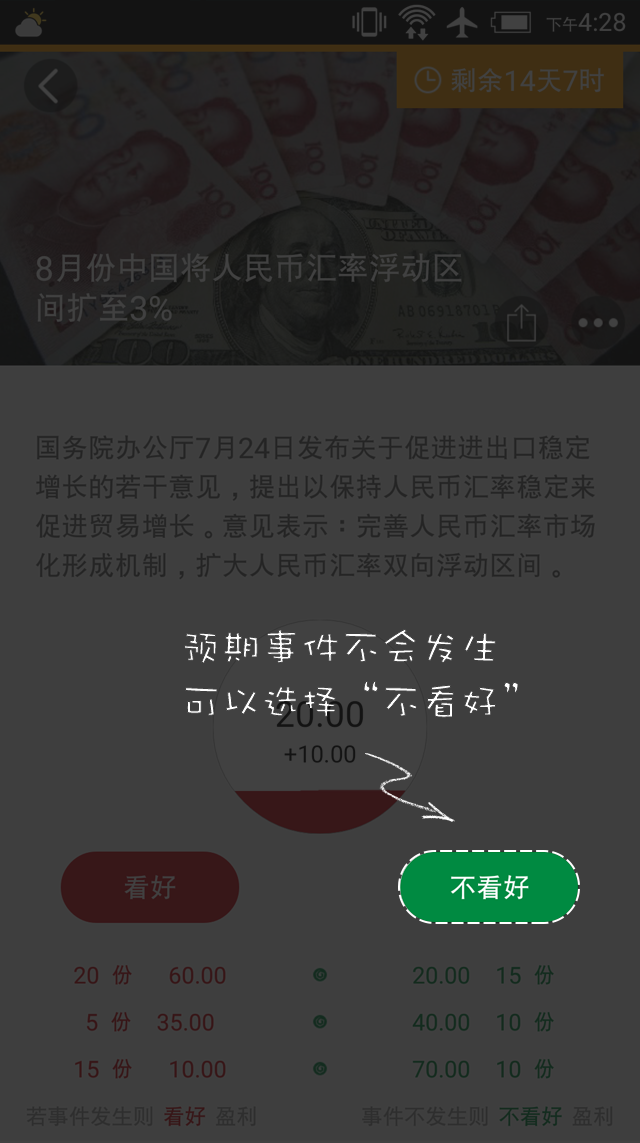 下午4:28
剩余14天7时
8月份中国将人民币汇率浮动区
间扩至3%
国务院办公厅7月24日发布关于促进进出口稳定
增长的若干意见，提出以保持人民币汇率稳定来
促进贸易增长。意见表示：完善人民币汇率市场
化形成机制，扩大人民币汇率双向浮动区间。
预期事件不会发生
可以选择“不看好”
20.00
+10.00
看好 不看好
20 份 60.00 20.00 15 份
5 份 35.00 40.00 10 份
15 份 10.00 70.00 10 份
若事件发生则 看好 盈利 事件不发生则 不看好 盈利